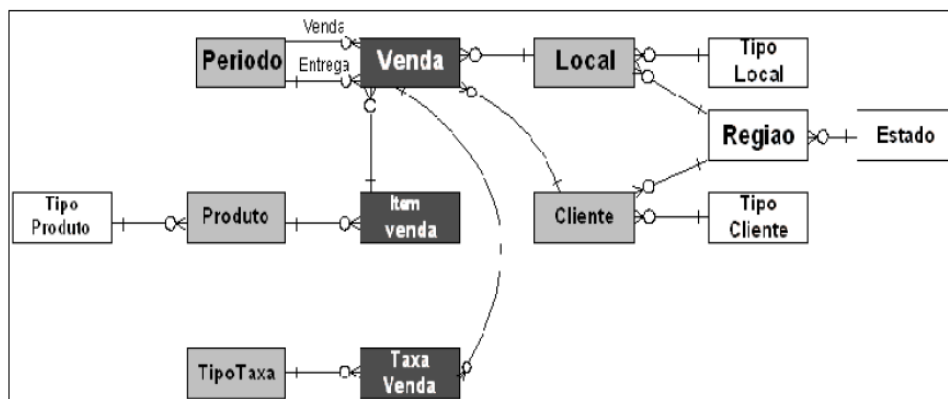 Venda
Periodo
Entrega
Venda
Local
Tipo
Local
Regiao
Estado
Tipo
Produto
Produto
Item
venda
Cliente
Tipo
Cliente
TipoTaxa
Taxa
Venda